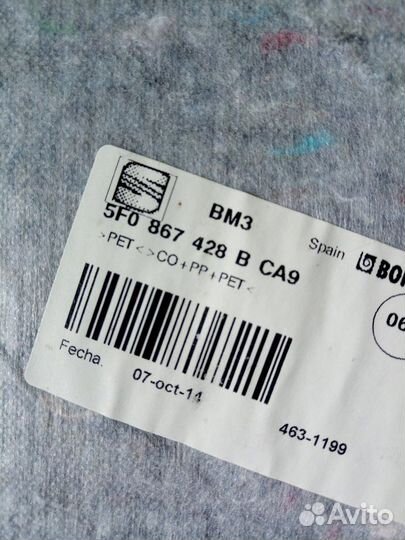 BM3
Spain
5F0 867 428 B CA9
>PET<>CO+PP+PET<
06
Fecha. 07-oct-14
463-1199
Avito